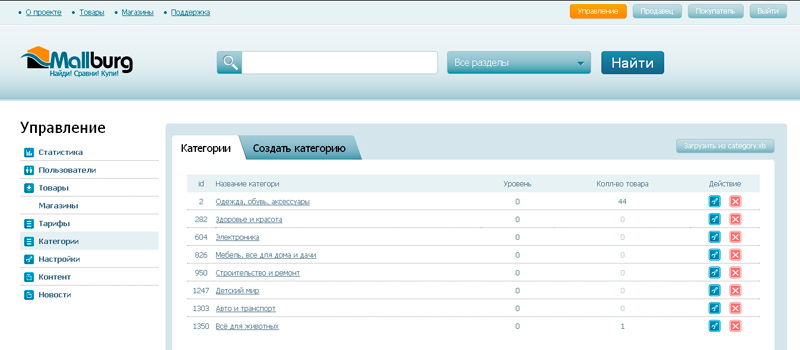 О проекте Товары Магазины Поддержка Управление Продавец Покупатель Выйти
Mallburg
Найди! Сравни! Купи!
Все разделы Найти
Управление
Статистика
Пользователи
Товары
Магазины
Тарифы
Категории
Настройки
Контент
Новости
Категории Создать категорию Загрузить из category.xls
id Название категори Уровень Колл-во товара Действие
2 Одежда, обувь, аксессуары 0 44
282 Здоровье и красота 0 0
604 Электроника 0 0
826 Мебель, все для дома и дачи 0 0
950 Строительство и ремонт 0 0
1247 Детский мир 0 0
1303 Авто и транспорт 0 0
1350 Всё для животных 0 1